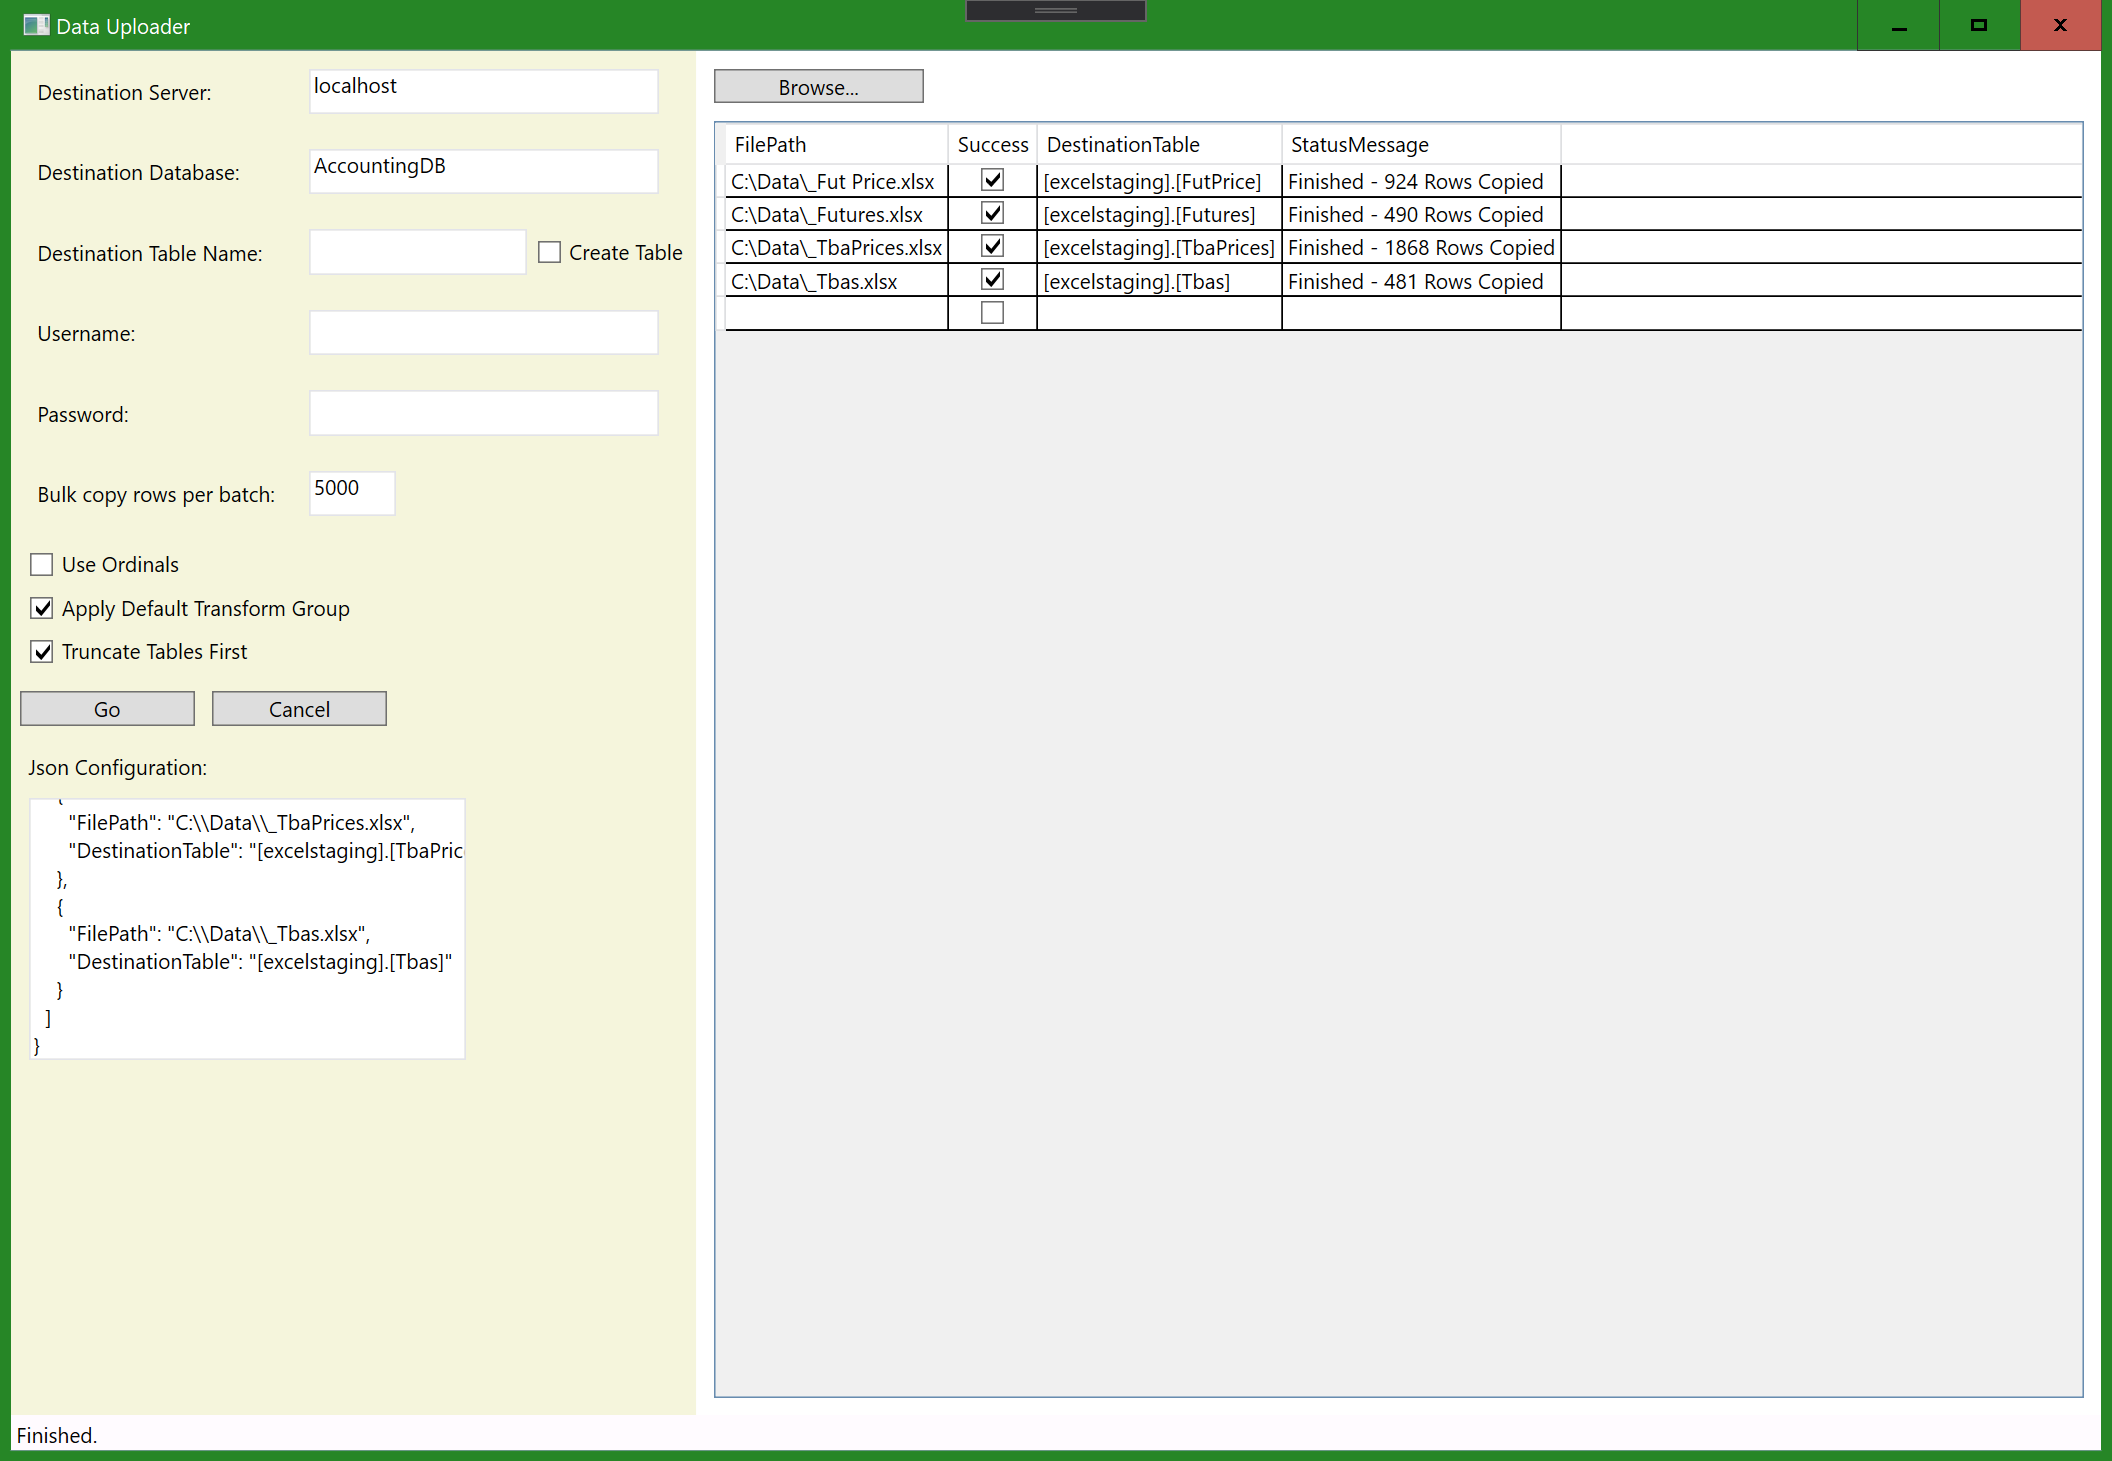 Data Uploader
x
Destination Server:
localhost
Destination Database:
AccountingDB
Destination Table Name:
Create Table
Username:
Password:
Bulk copy rows per batch:
5000
Use Ordinals
Apply Default Transform Group
Truncate Tables First
Go
Cancel
Json Configuration:
"FilePath": "C:\\Data\\_TbaPrices.xlsx",
"DestinationTable": "[excelstaging].[TbaPric
},
{
"FilePath": "C:\\Data\\_Tbas.xlsx",
"DestinationTable": "[excelstaging].[Tbas]"
}
]
}
Browse...
FilePath Success DestinationTable StatusMessage
C:\Data\_Fut Price.xlsx [excelstaging].[FutPrice] Finished - 924 Rows Copied
C:\Data\_Futures.xlsx [excelstaging].[Futures] Finished - 490 Rows Copied
C:\Data\_TbaPrices.xlsx [excelstaging].[TbaPrices] Finished - 1868 Rows Copied
C:\Data\_Tbas.xlsx [excelstaging].[Tbas] Finished - 481 Rows Copied
Finished.